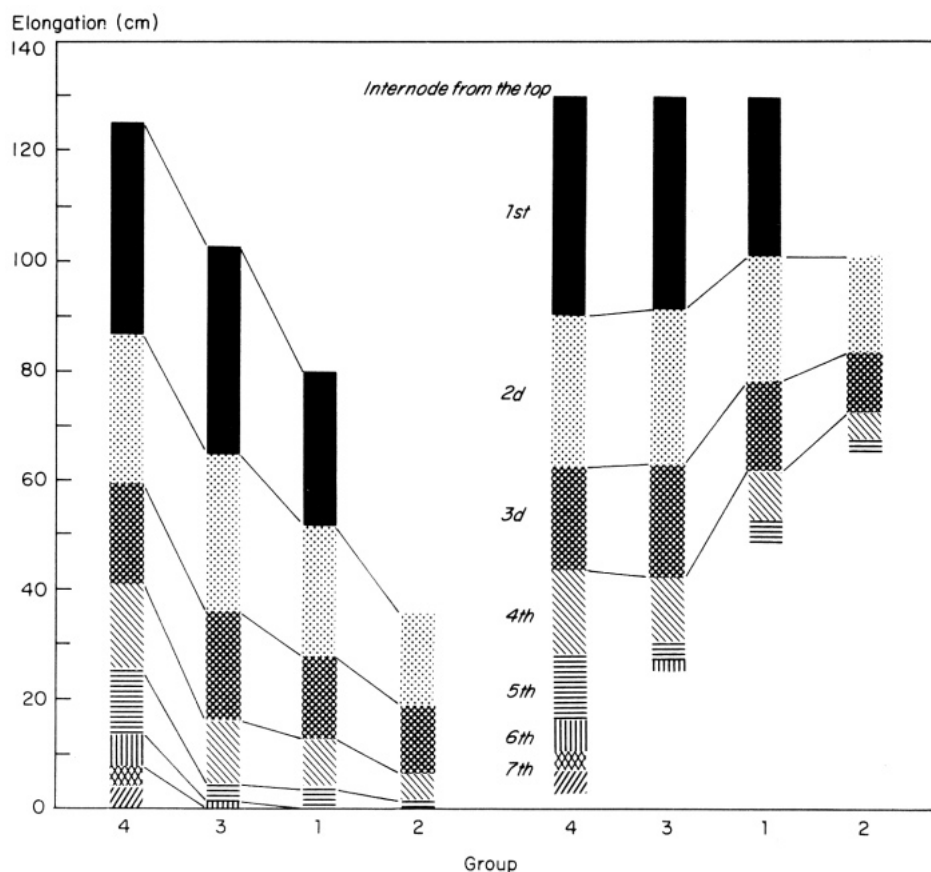 Elongation (cm)
140
120
100
80
60
40
20
0
Internode from the top
1st
2d
3d
4th
5th
6th
7th
4 3 1 2 4 3 1 2
Group